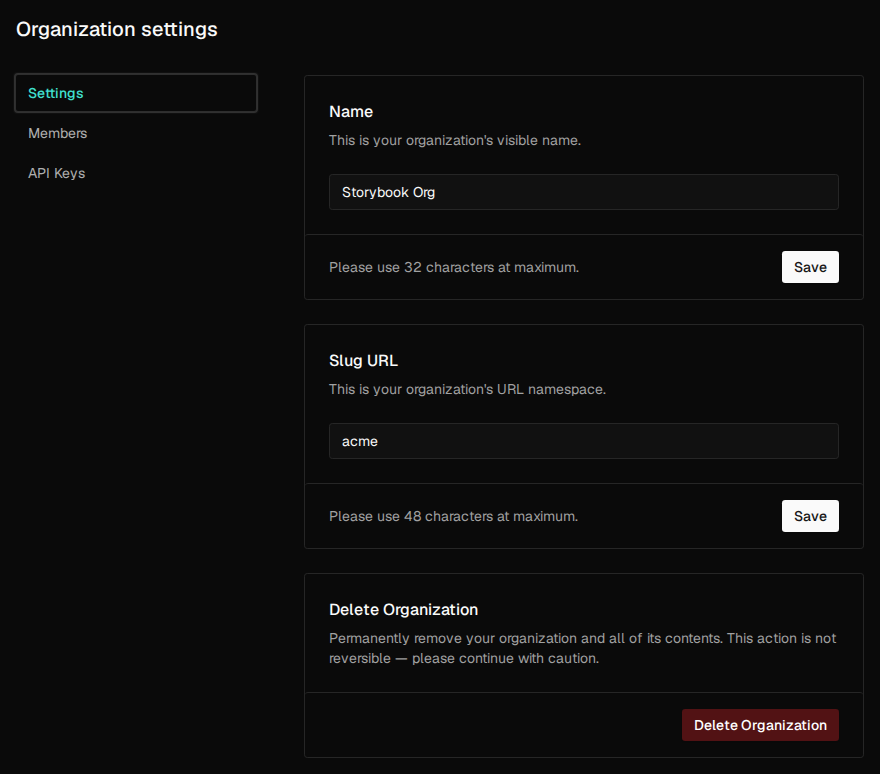 Organization settings
Settings
Members
API Keys
Name
This is your organization's visible name.
Storybook Org
Please use 32 characters at maximum.
Save
Slug URL
This is your organization's URL namespace.
acme
Please use 48 characters at maximum.
Save
Delete Organization
Permanently remove your organization and all of its contents. This action is not
reversible — please continue with caution.
Delete Organization